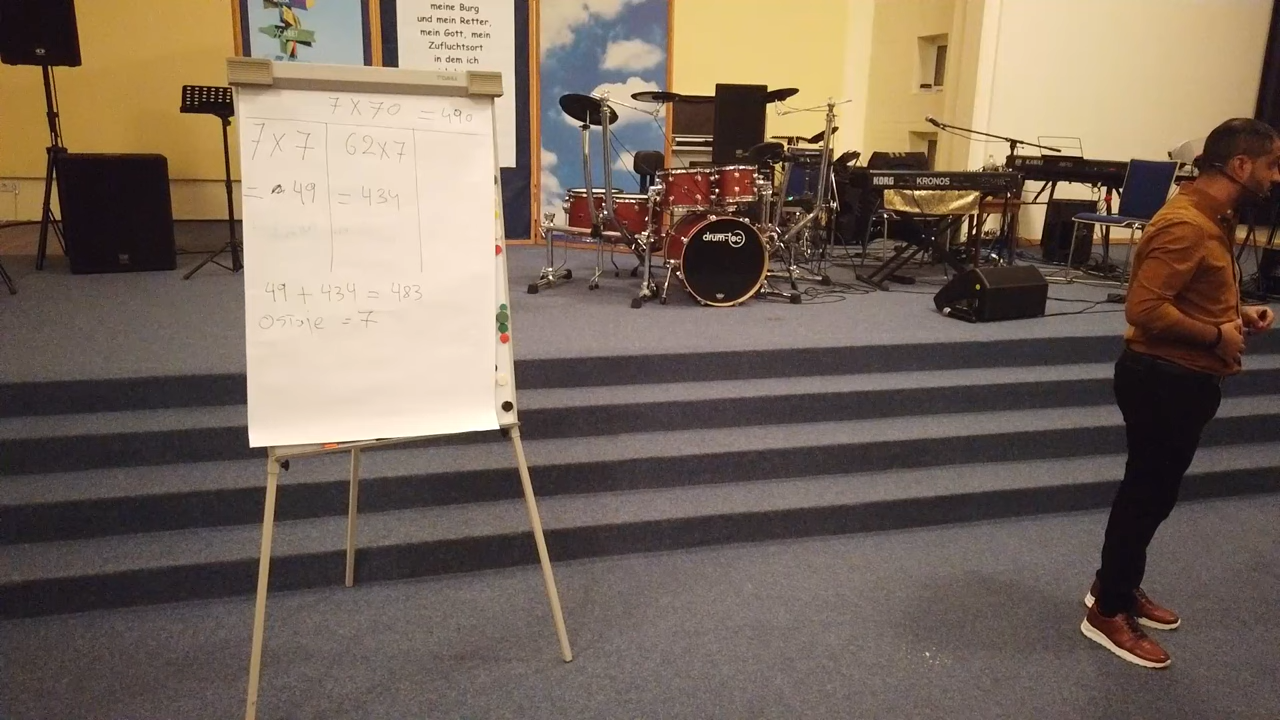 SCABET
meine Burg
und mein Retter,
mein Gott, mein
Zufluchtsort
in dem ich
7 x 70 = 490
7 x 7
62 x 7
= 49
= 434
49 + 434 = 483
ostaje = 7
drum-tec
KORG KRONOS